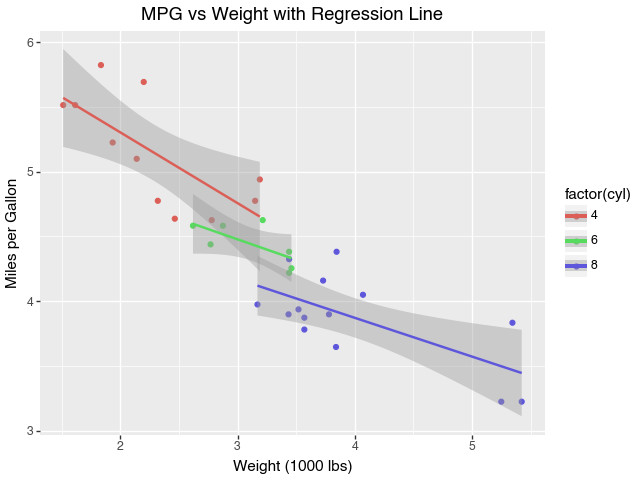 MPG vs Weight with Regression Line
6
5
4
3
2 3 4 5
Miles per Gallon
Weight (1000 lbs)
factor(cyl)
4
6
8